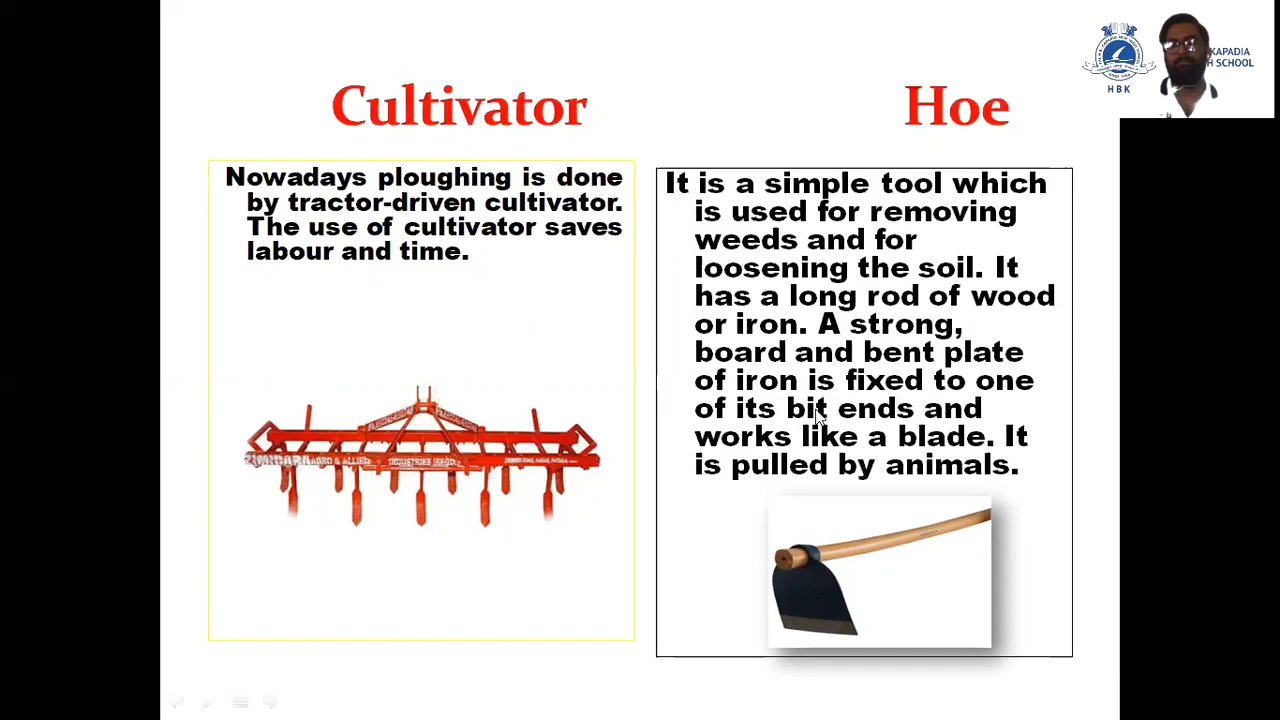 Cultivator
Hoe
Nowadays ploughing is done
by tractor-driven cultivator.
The use of cultivator saves
labour and time.
It is a simple tool which
is used for removing
weeds and for
loosening the soil. It
has a long rod of wood
or iron. A strong,
board and bent plate
of iron is fixed to one
of its bit ends and
works like a blade. It
is pulled by animals.
AGRO & ALLIED
INDUSTRIES
HBK
KAPADIA
H SCHOOL